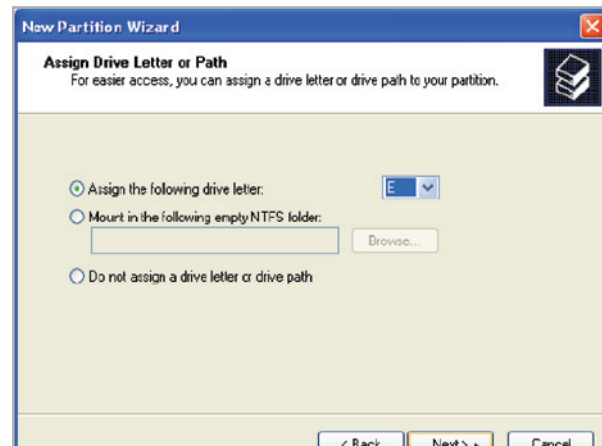 New Partition Wizard
Assign Drive Letter or Path
For easier access, you can assign a drive letter or drive path to your partition.
Assign the following drive letter: E
Mount in the following empty NTFS folder:
Browse...
Do not assign a drive letter or drive path
< Back Next > Cancel